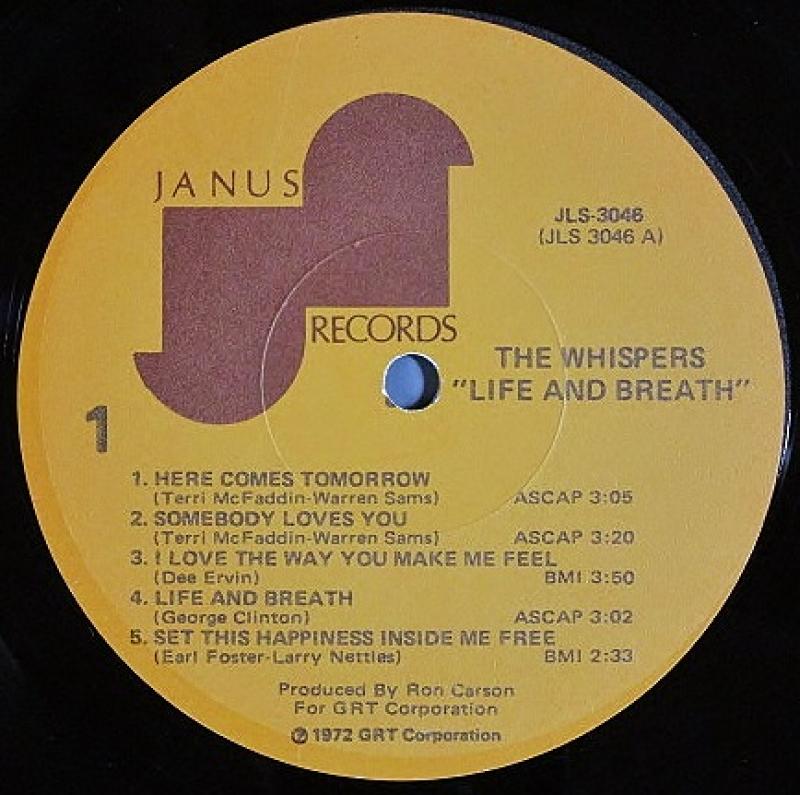 JANUS
RECORDS
JLS-3046
(JLS 3046 A)
THE WHISPERS
"LIFE AND BREATH"
1
1. HERE COMES TOMORROW
(Terri McFaddin-Warren Sams) ASCAP 3:05
2. SOMEBODY LOVES YOU
(Terri McFaddin-Warren Sams) ASCAP 3:20
3. I LOVE THE WAY YOU MAKE ME FEEL
(Dee Ervin) BMI 3:50
4. LIFE AND BREATH
(George Clinton) ASCAP 3:02
5. SET THIS HAPPINESS INSIDE ME FREE
(Earl Foster-Larry Nettles) BMI 2:33
Produced By Ron Carson
For GRT Corporation
℗ 1972 GRT Corporation